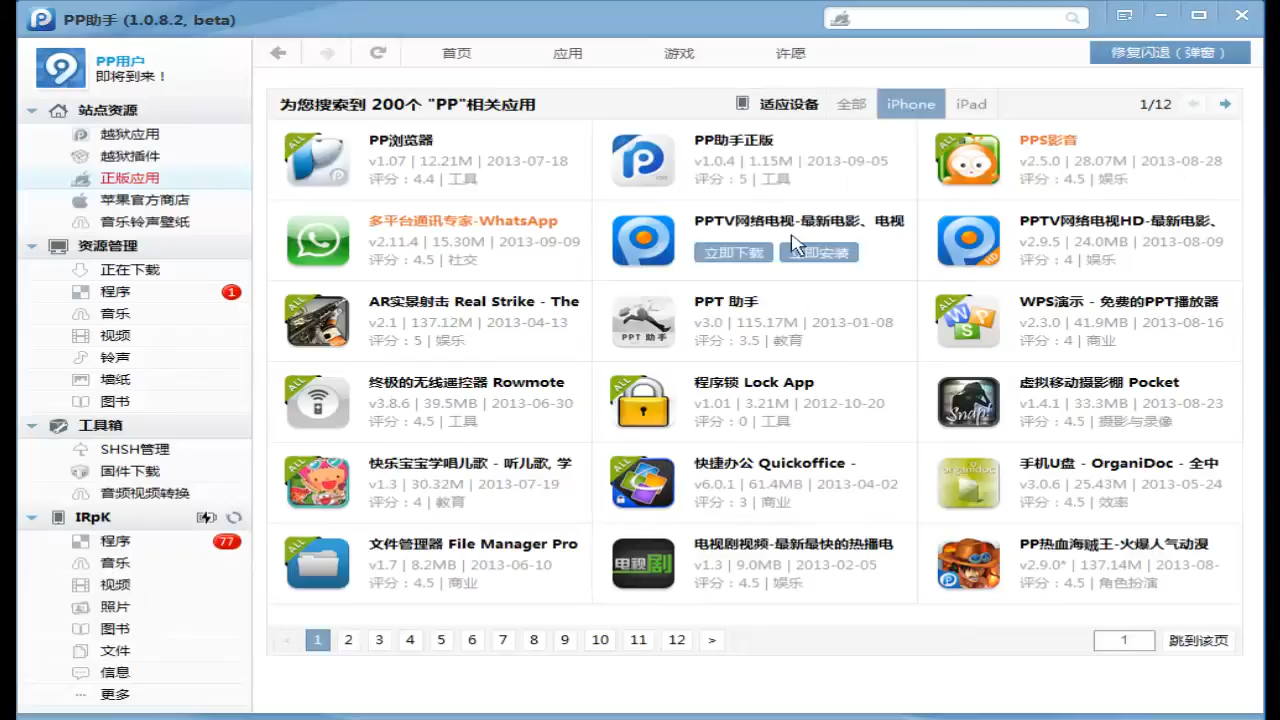 PP助手 (1.0.8.2, beta)
PP用户
即将到来！
首页
应用
游戏
许愿
修复闪退（弹窗）
站点资源
越狱应用
越狱插件
正版应用
苹果官方商店
音乐铃声壁纸
资源管理
正在下载
程序
1
音乐
视频
铃声
墙纸
图书
工具箱
SHSH管理
固件下载
音频视频转换
IRpK
程序
77
音乐
视频
照片
图书
文件
信息
更多
为您搜索到 200个 "PP"相关应用
适应设备
全部
iPhone
iPad
1/12
PP浏览器
v1.07 | 12.21M | 2013-07-18
评分：4.4 | 工具
PP助手正版
v1.0.4 | 1.15M | 2013-09-05
评分：5 | 工具
PPS影音
v2.5.0 | 28.07M | 2013-08-28
评分：4.5 | 娱乐
多平台通讯专家-WhatsApp
v2.11.4 | 15.30M | 2013-09-09
评分：4.5 | 社交
PPTV网络电视-最新电影、电视
立即下载
立即安装
PPTV网络电视HD-最新电影、
v2.9.5 | 24.0MB | 2013-08-09
评分：4 | 娱乐
AR实景射击 Real Strike - The
v2.1 | 137.12M | 2013-04-13
评分：5 | 娱乐
PPT 助手
PPT 助手
v3.0 | 115.17M | 2013-01-08
评分：3.5 | 教育
WPS演示 - 免费的PPT播放器
v2.3.0 | 41.9MB | 2013-08-16
评分：4 | 商业
终极的无线遥控器 Rowmote
v3.8.6 | 39.5MB | 2013-06-30
评分：4.5 | 工具
程序锁 Lock App
v1.01 | 3.21M | 2012-10-20
评分：0 | 工具
虚拟移动摄影棚 Pocket
v1.4.1 | 33.3MB | 2013-08-23
评分：4.5 | 摄影与录像
快乐宝宝学唱儿歌 - 听儿歌, 学
v1.3 | 30.32M | 2013-07-19
评分：4 | 教育
快捷办公 Quickoffice -
v6.0.1 | 61.4MB | 2013-04-02
评分：3 | 商业
手机U盘 - OrganiDoc - 全中
v3.0.6 | 25.43M | 2013-05-24
评分：4.5 | 效率
文件管理器 File Manager Pro
v1.7 | 8.2MB | 2013-06-10
评分：4.5 | 商业
电视剧
电视剧视频-最新最快的热播电
v1.3 | 9.0MB | 2013-02-05
评分：4.5 | 娱乐
PP热血海贼王-火爆人气动漫
v2.9.0* | 137.14M | 2013-08-
评分：4.5 | 角色扮演
< 1 2 3 4 5 6 7 8 9 10 11 12 >
1
跳到该页